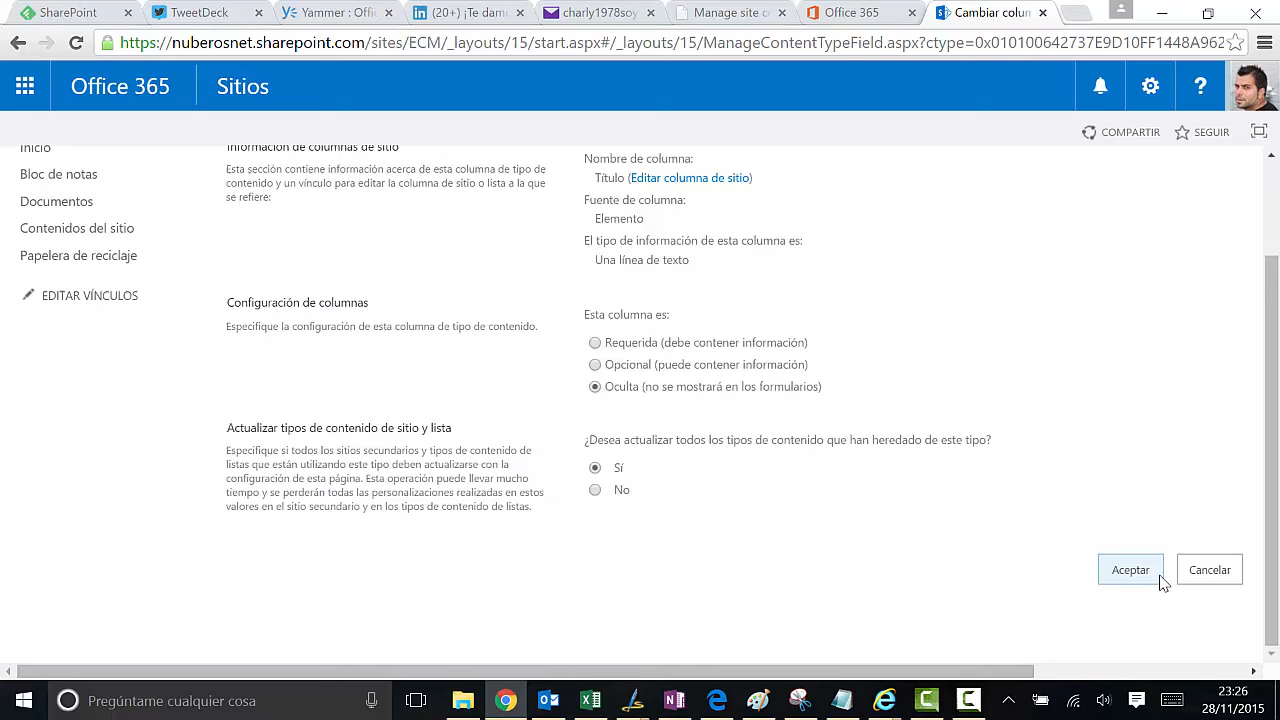 SharePoint
TweetDeck
Yammer : Offi
(20+) ¡Te dam
charly1978soy
Manage site c
Office 365
Cambiar colum
https://nuberosnet.sharepoint.com/sites/ECM/_layouts/15/start.aspx#/_layouts/15/ManageContentTypeField.aspx?ctype=0x010100642737E9D10FF1448A962
Office 365
Sitios
?
COMPARTIR
SEGUIR
Inicio
Bloc de notas
Documentos
Contenidos del sitio
Papelera de reciclaje
EDITAR VÍNCULOS
Información de columnas de sitio
Esta sección contiene información acerca de esta columna de tipo de
contenido y un vínculo para editar la columna de sitio o lista a la que
se refiere:
Nombre de columna:
Título (Editar columna de sitio)
Fuente de columna:
Elemento
El tipo de información de esta columna es:
Una línea de texto
Configuración de columnas
Especifique la configuración de esta columna de tipo de contenido.
Esta columna es:
Requerida (debe contener información)
Opcional (puede contener información)
Oculta (no se mostrará en los formularios)
Actualizar tipos de contenido de sitio y lista
Especifique si todos los sitios secundarios y tipos de contenido de
listas que están utilizando este tipo deben actualizarse con la
configuración de esta página. Esta operación puede llevar mucho
tiempo y se perderán todas las personalizaciones realizadas en estos
valores en el sitio secundario y en los tipos de contenido de listas.
¿Desea actualizar todos los tipos de contenido que han heredado de este tipo?
Sí
No
Aceptar
Cancelar
Pregúntame cualquier cosa
23:26
28/11/2015